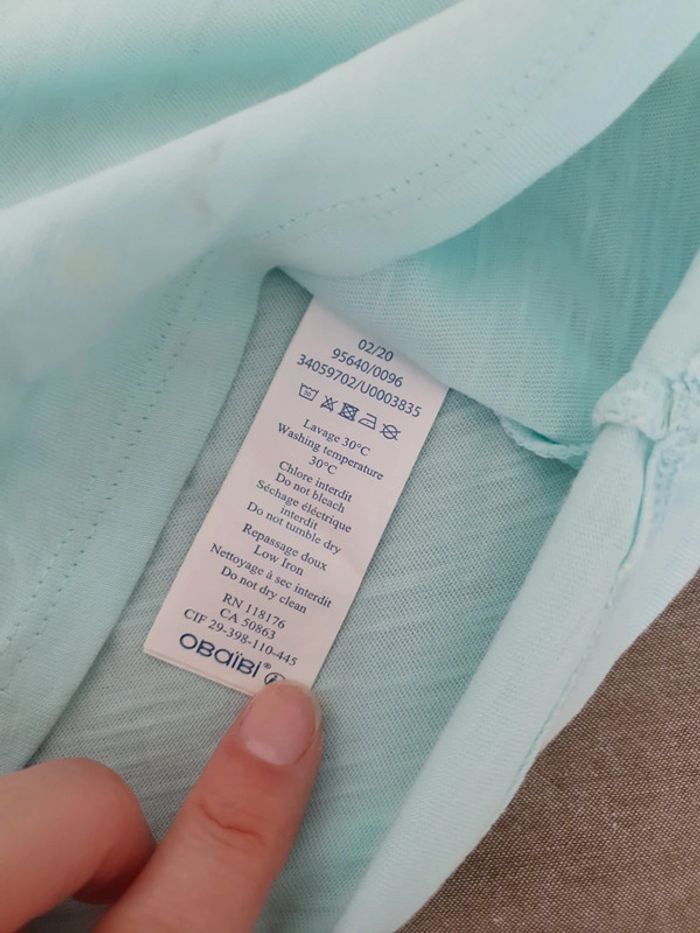 02/20
95640/0096
34059702/U0003835
30
Lavage 30°C
Washing temperature
30°C
Chlore interdit
Do not bleach
Séchage éléctrique
interdit
Do not tumble dry
Repassage doux
Low Iron
Nettoyage à sec interdit
Do not dry clean
RN 118176
CA 50863
CIF 29-398-110-445
OBaïBi®